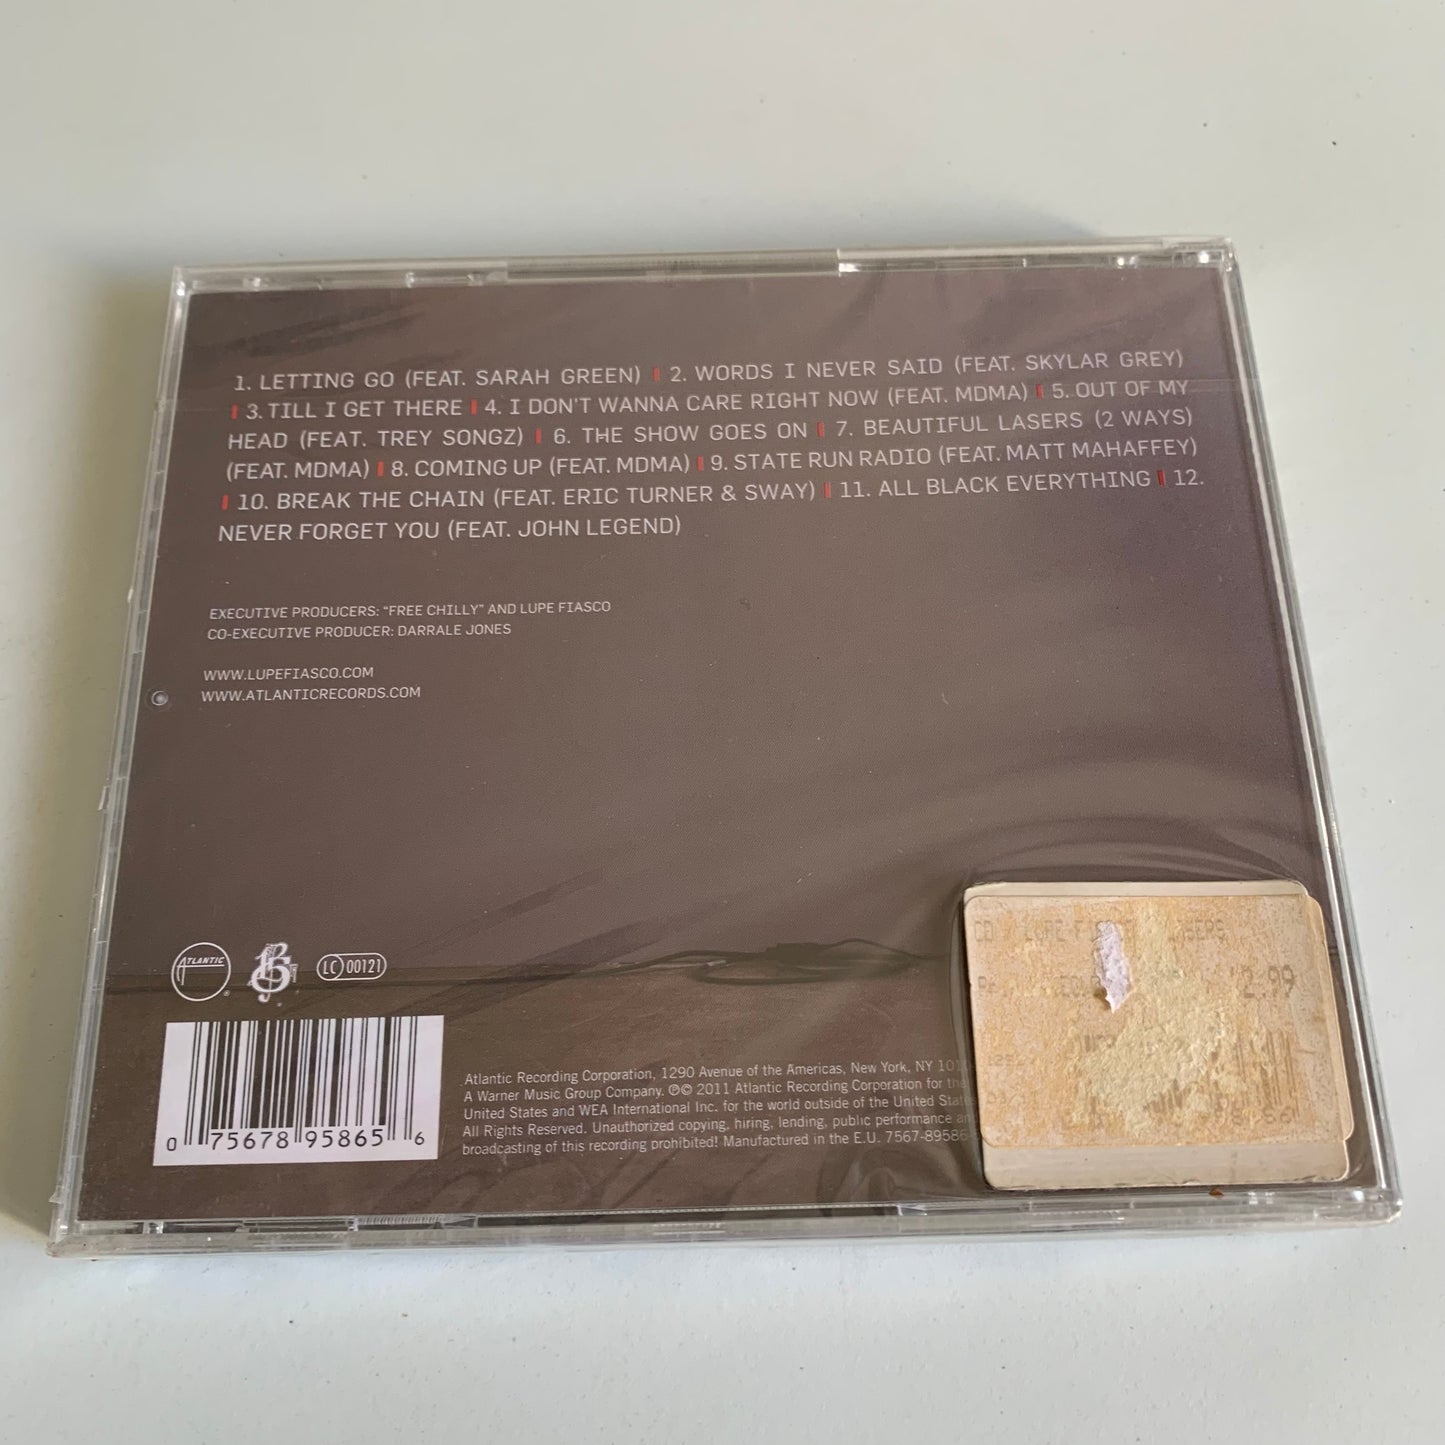 1. LETTING GO (FEAT. SARAH GREEN) 2. WORDS I NEVER SAID (FEAT. SKYLAR GREY)
3. TILL I GET THERE 4. I DON'T WANNA CARE RIGHT NOW (FEAT. MDMA) 5. OUT OF MY
HEAD (FEAT. TREY SONGZ) 6. THE SHOW GOES ON 7. BEAUTIFUL LASERS (2 WAYS)
(FEAT. MDMA) 8. COMING UP (FEAT. MDMA) 9. STATE RUN RADIO (FEAT. MATT MAHAFFEY)
10. BREAK THE CHAIN (FEAT. ERIC TURNER & SWAY) 11. ALL BLACK EVERYTHING 12.
NEVER FORGET YOU (FEAT. JOHN LEGEND)
EXECUTIVE PRODUCERS: "FREE CHILLY" AND LUPE FIASCO
CO-EXECUTIVE PRODUCER: DARRALE JONES
WWW.LUPEFIASCO.COM
WWW.ATLANTICRECORDS.COM
ATLANTIC ® LC 00121
0 75678 95865 6
Atlantic Recording Corporation, 1290 Avenue of the Americas, New York, NY
A Warner Music Group Company. ℗© 2011 Atlantic Recording Corporation for the
United States and WEA International Inc. for the world outside of the United
All Rights Reserved. Unauthorized copying, hiring, lending, public performance
broadcasting of this recording prohibited! Manufactured in the E.U. 7567-89586
CD LUPE
2.99